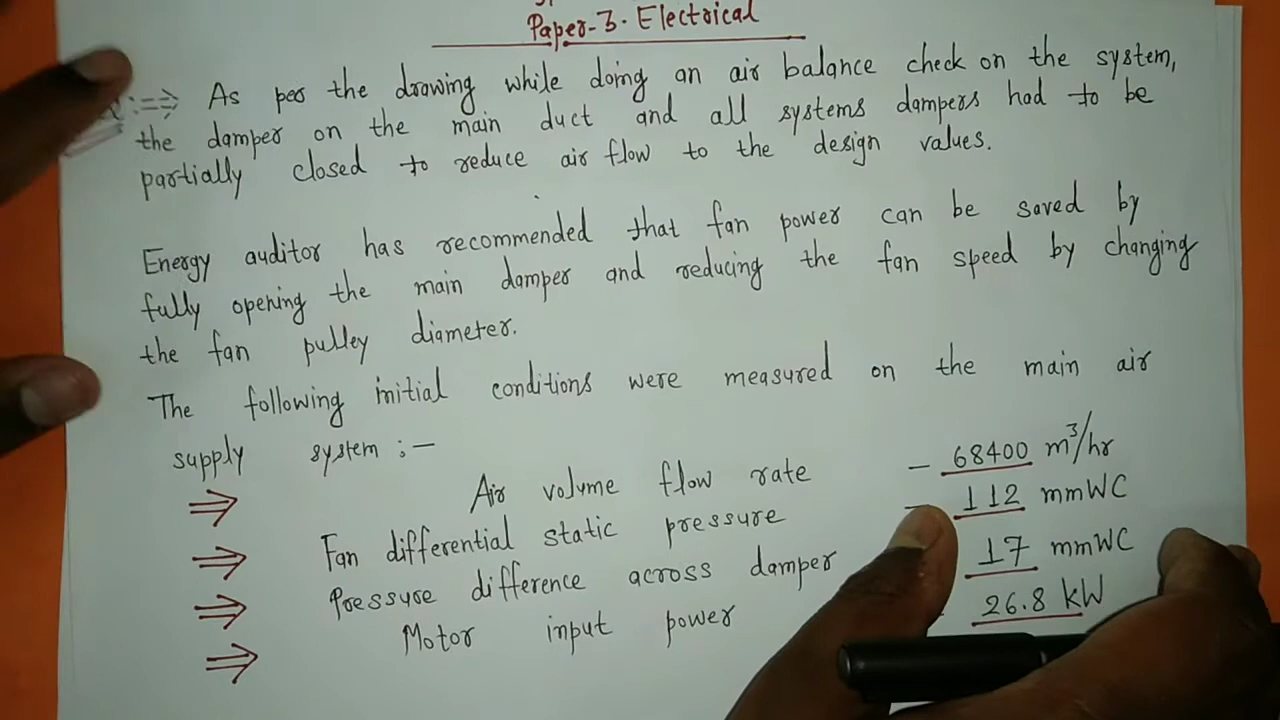 Paper-3. Electrical
:⇒ As per the drawing while doing an air balance check on the system,
the damper on the main duct and all systems dampers had to be
partially closed to reduce air flow to the design values.
Energy auditor has recommended that fan power can be saved by
fully opening the main damper and reducing the fan speed by changing
the fan pulley diameter.
The following initial conditions were measured on the main air
supply system :-
⇒ Air volume flow rate - 68400 m³/hr
⇒ Fan differential static pressure - 112 mmWC
⇒ Pressure difference across damper 17 mmWC
⇒ Motor input power 26.8 kW